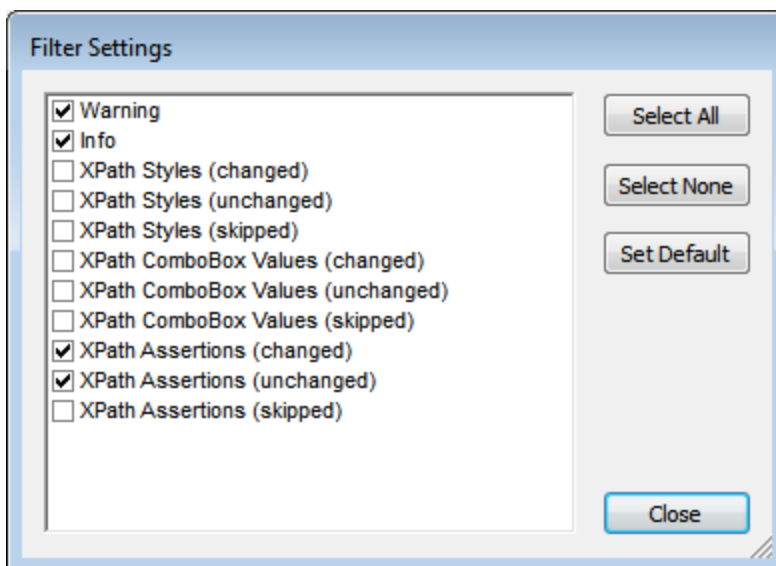 Filter Settings
Warning
Info
XPath Styles (changed)
XPath Styles (unchanged)
XPath Styles (skipped)
XPath ComboBox Values (changed)
XPath ComboBox Values (unchanged)
XPath ComboBox Values (skipped)
XPath Assertions (changed)
XPath Assertions (unchanged)
XPath Assertions (skipped)
Select All
Select None
Set Default
Close